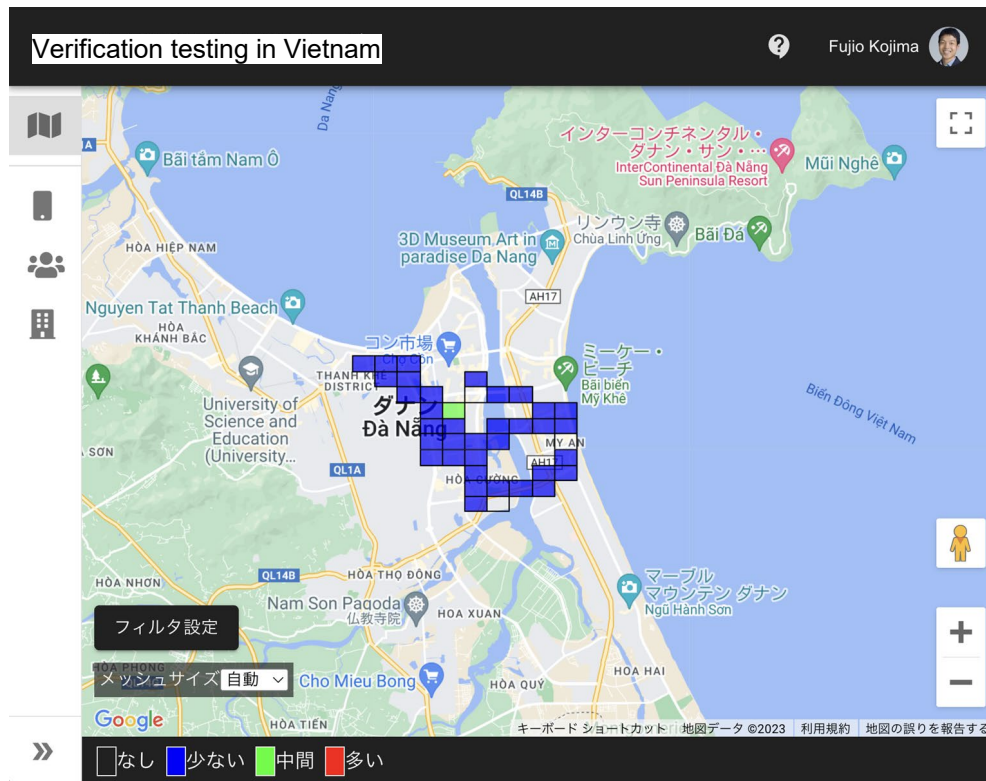 Verification testing in Vietnam
Fujio Kojima
Da Nang
A
Bãi tắm Nam Ô
インターコンチネンタル・
ダナン・サン・…
InterContinental Đà Nẵng
Sun Peninsula Resort
Mũi Nghê
QL14B
HÒA HIỆP NAM
3D Museum Art in
paradise Da Nang
リンウン寺
Chùa Linh Ứng
Bãi Đá
AH17
Nguyen Tat Thanh Beach
HÒA
KHÁNH BẮC
コン市場
Chợ Cồn
ミーケー・
ビーチ
Bãi biển
Mỹ Khê
THANH KHÊ
DISTRICT
University of
Science and
Education
(University...
ダナン
Đà Nẵng
Biển Đông Việt Nam
SƠN
QL1A
MY AN
AH17
HÒA CƯỜNG
HÒA NHƠN
QL14B
HÒA THỌ ĐÔNG
マーブル
マウンテン ダナン
Ngũ Hành Sơn
Nam Son Pagoda
仏教寺院
HOA XUAN
フィルタ設定
HÒA PHONG
メッシュサイズ 自動
Cho Mieu Bong
HÒA QUÝ
HOA HAI
Google
HÒA TIẾN
キーボード ショートカット
地図データ ©2023
利用規約
地図の誤りを報告する
なし 少ない 中間 多い